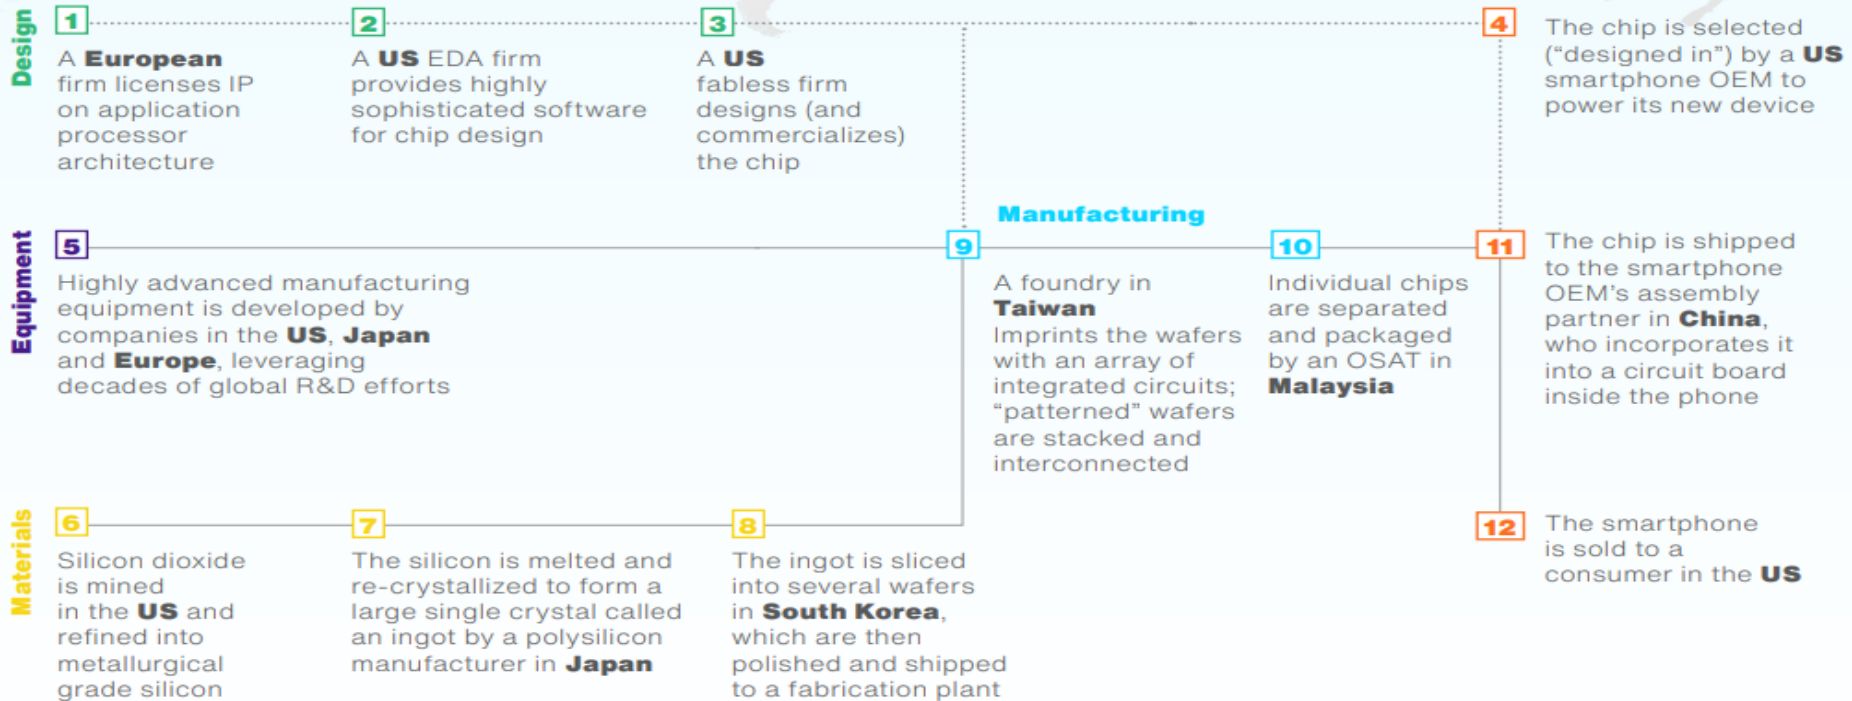 Design
1
A European
firm licenses IP
on application
processor
architecture
2
A US EDA firm
provides highly
sophisticated software
for chip design
3
A US
fabless firm
designs (and
commercializes)
the chip
4
The chip is selected
(“designed in”) by a US
smartphone OEM to
power its new device
Equipment
5
Highly advanced manufacturing
equipment is developed by
companies in the US, Japan
and Europe, leveraging
decades of global R&D efforts
Manufacturing
9
A foundry in
Taiwan
Imprints the wafers
with an array of
integrated circuits;
“patterned” wafers
are stacked and
interconnected
10
Individual chips
are separated
and packaged
by an OSAT in
Malaysia
11
The chip is shipped
to the smartphone
OEM’s assembly
partner in China,
who incorporates it
into a circuit board
inside the phone
Materials
6
Silicon dioxide
is mined
in the US and
refined into
metallurgical
grade silicon
7
The silicon is melted and
re-crystallized to form a
large single crystal called
an ingot by a polysilicon
manufacturer in Japan
8
The ingot is sliced
into several wafers
in South Korea,
which are then
polished and shipped
to a fabrication plant
12
The smartphone
is sold to a
consumer in the US